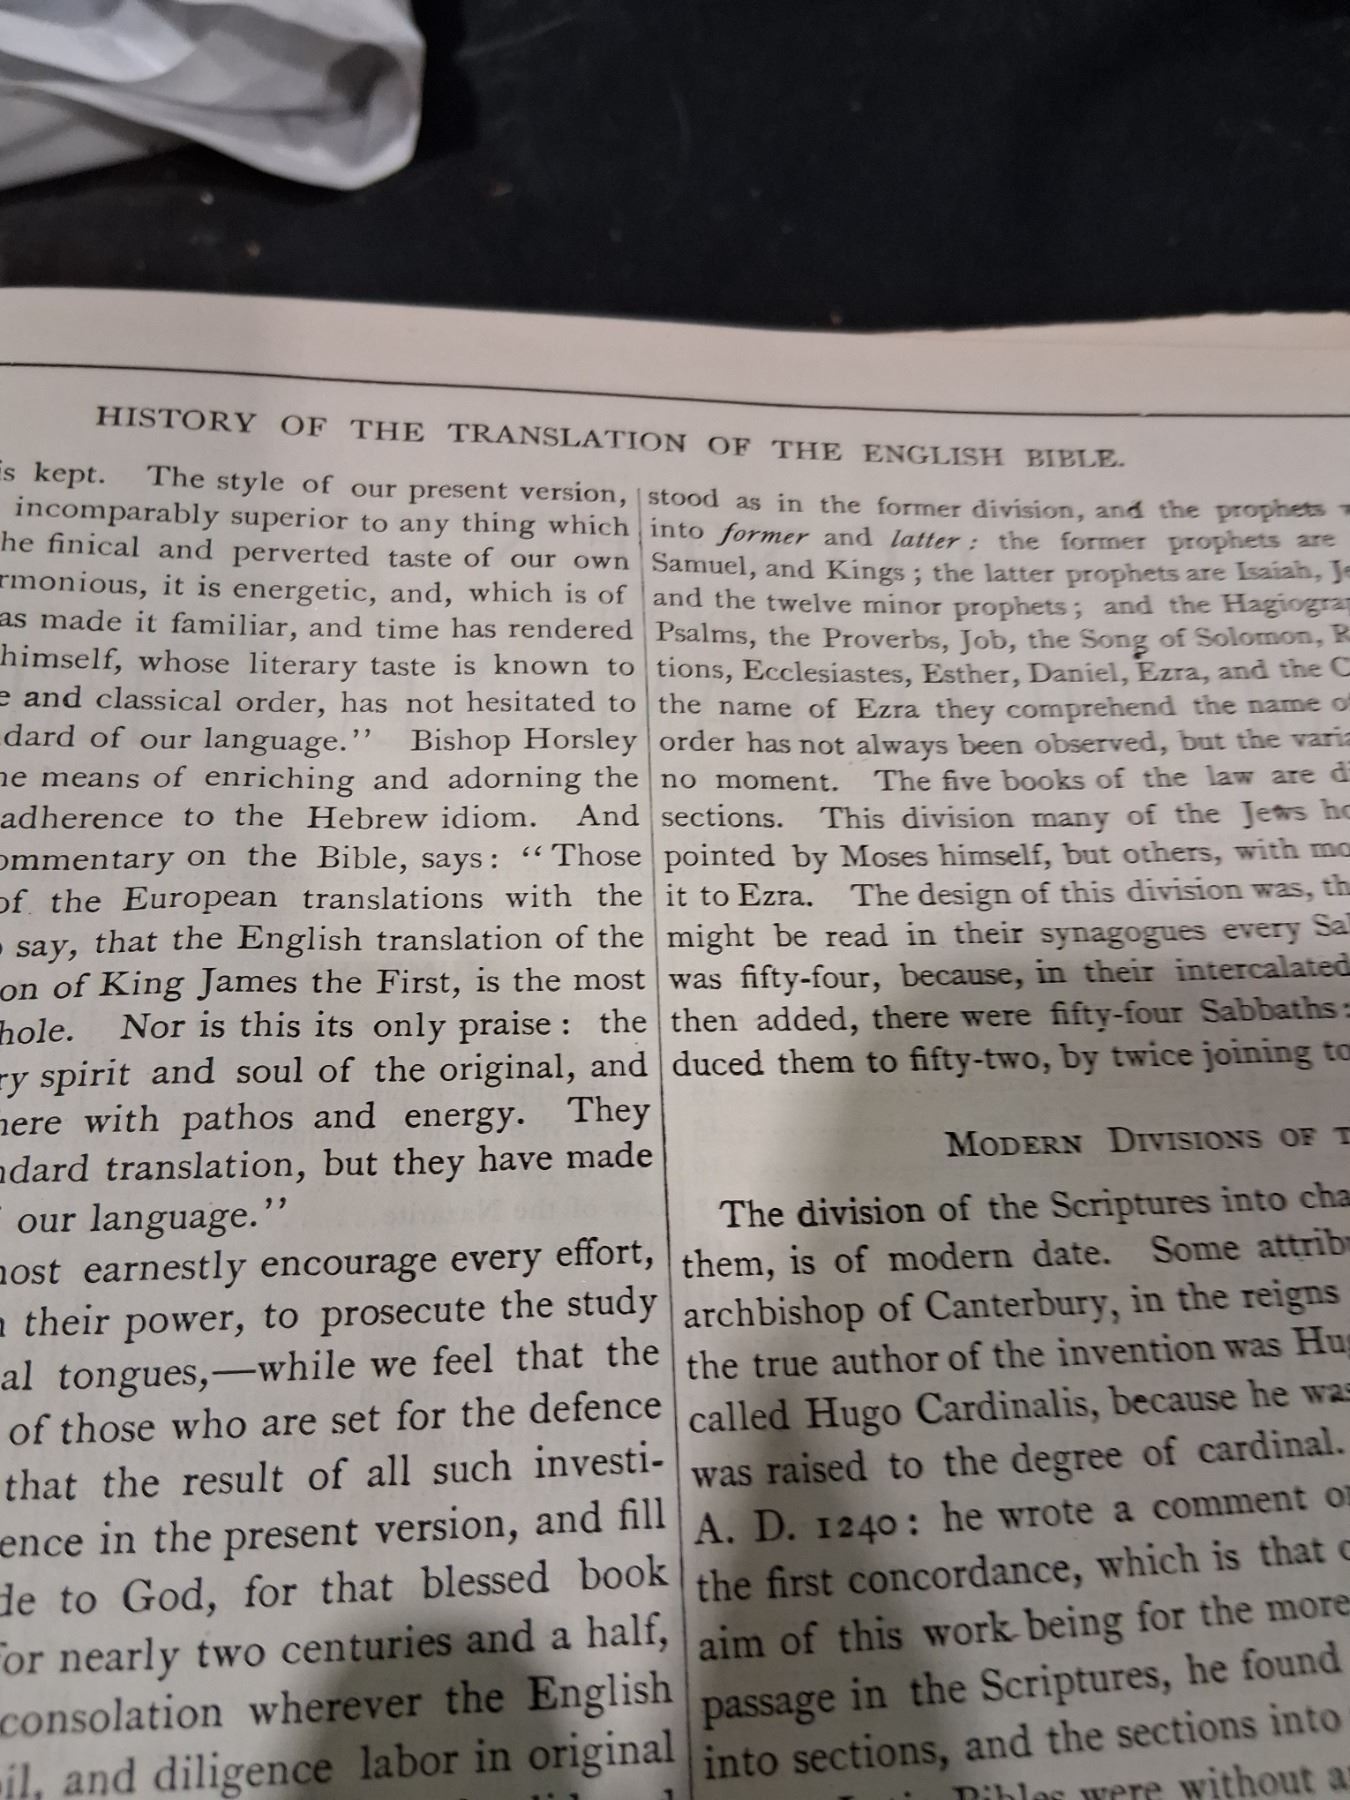 HISTORY OF THE TRANSLATION OF THE ENGLISH BIBLE.
is kept. The style of our present version,
incomparably superior to any thing which
he finical and perverted taste of our own
rmonious, it is energetic, and, which is of
as made it familiar, and time has rendered
himself, whose literary taste is known to
e and classical order, has not hesitated to
dard of our language.” Bishop Horsley
he means of enriching and adorning the
adherence to the Hebrew idiom. And
ommentary on the Bible, says: “Those
of the European translations with the
say, that the English translation of the
on of King James the First, is the most
hole. Nor is this its only praise: the
ry spirit and soul of the original, and
here with pathos and energy. They
ndard translation, but they have made
our language.”
nost earnestly encourage every effort,
n their power, to prosecute the study
al tongues,—while we feel that the
of those who are set for the defence
that the result of all such investi-
ence in the present version, and fill
de to God, for that blessed book
for nearly two centuries and a half,
consolation wherever the English
oil, and diligence labor in original
stood as in the former division, and the prophets
into former and latter: the former prophets are
Samuel, and Kings; the latter prophets are Isaiah, Je
and the twelve minor prophets; and the Hagiogra
Psalms, the Proverbs, Job, the Song of Solomon, R
tions, Ecclesiastes, Esther, Daniel, Ezra, and the C
the name of Ezra they comprehend the name o
order has not always been observed, but the varia
no moment. The five books of the law are d
sections. This division many of the Jews ho
pointed by Moses himself, but others, with mo
it to Ezra. The design of this division was, th
might be read in their synagogues every Sa
was fifty-four, because, in their intercalated
then added, there were fifty-four Sabbaths:
duced them to fifty-two, by twice joining to
MODERN DIVISIONS OF T
The division of the Scriptures into cha
them, is of modern date. Some attrib
archbishop of Canterbury, in the reigns
the true author of the invention was Hug
called Hugo Cardinalis, because he was
was raised to the degree of cardinal.
A. D. 1240: he wrote a comment o
the first concordance, which is that o
aim of this work being for the more
passage in the Scriptures, he found
into sections, and the sections into
Bibles were without a